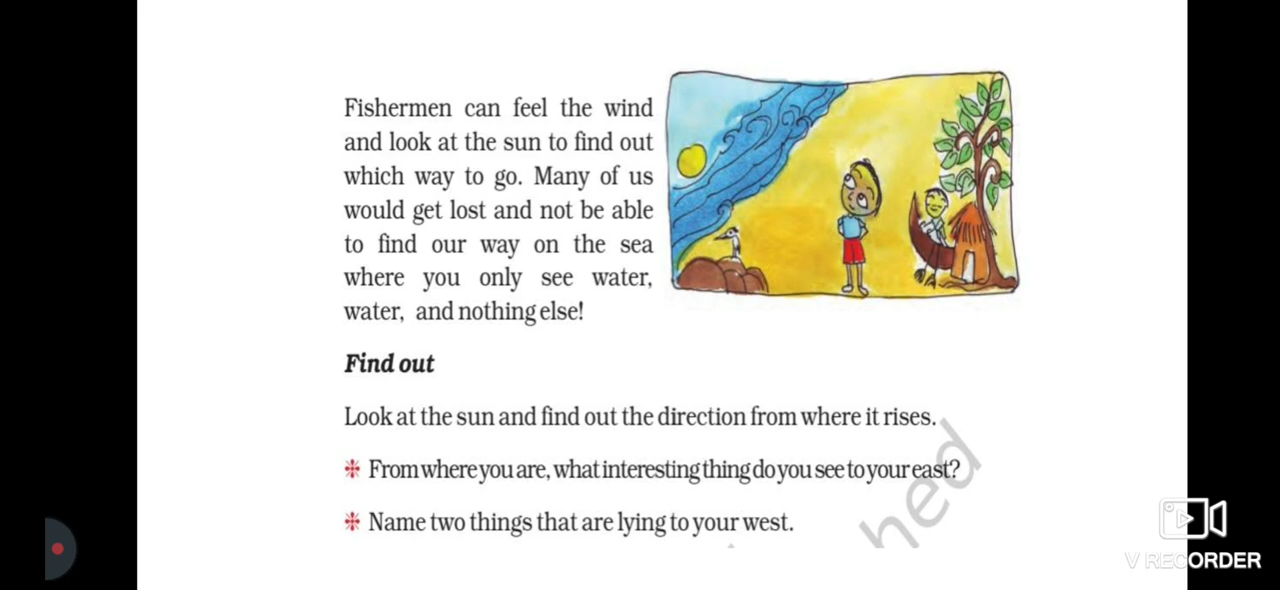 Fishermen can feel the wind
and look at the sun to find out
which way to go. Many of us
would get lost and not be able
to find our way on the sea
where you only see water,
water, and nothing else!
Find out
Look at the sun and find out the direction from where it rises.
❉ From where you are, what interesting thing do you see to your east?
❉ Name two things that are lying to your west.
hed
V RECORDER